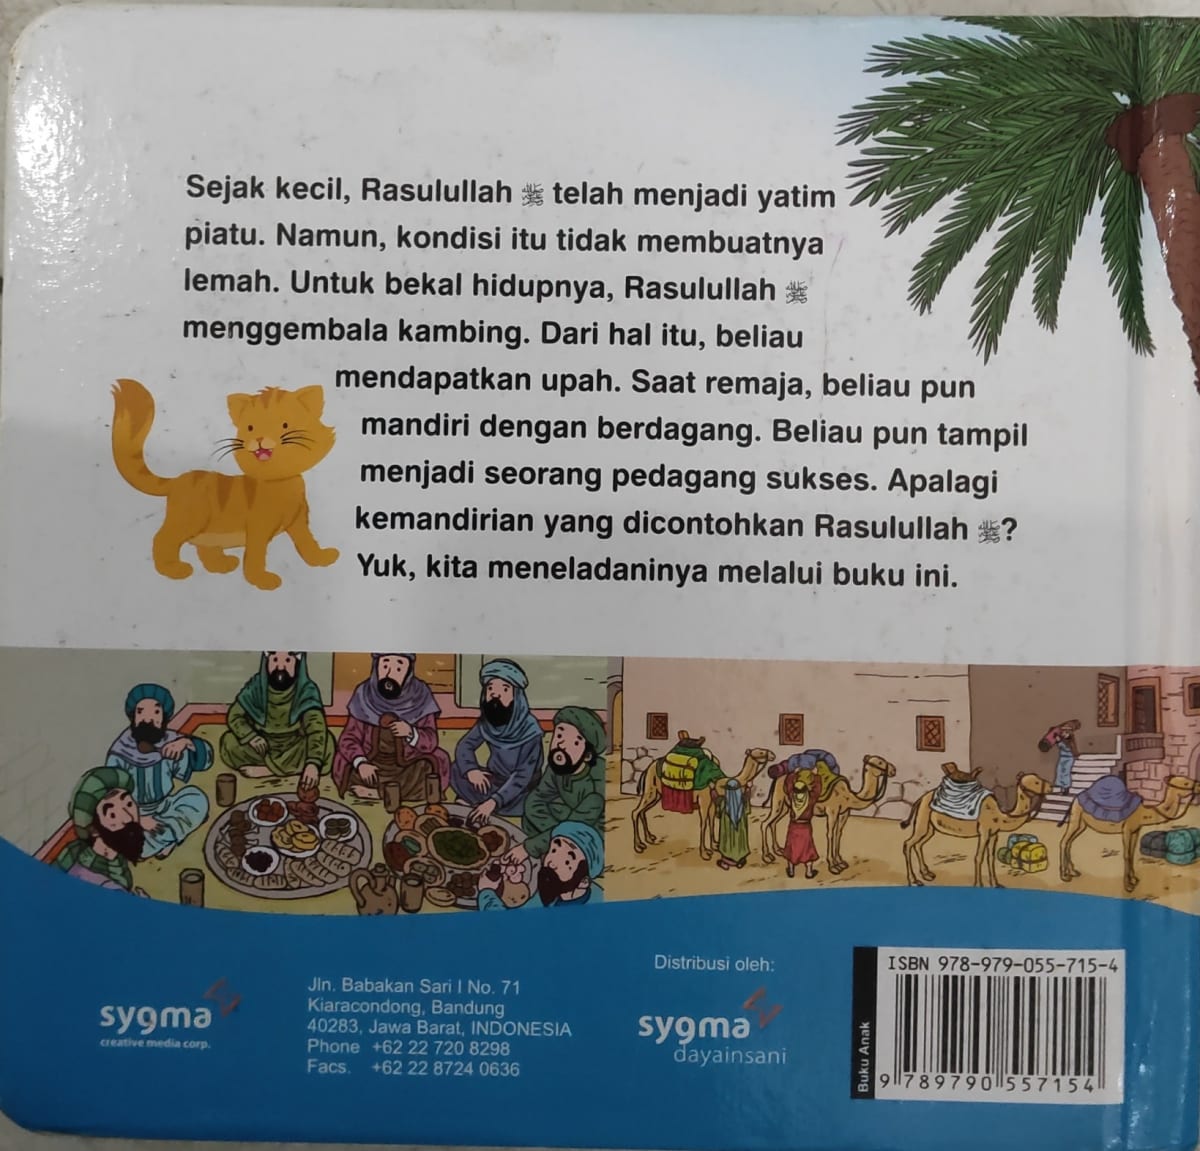 Sejak kecil, Rasulullah ﷺ telah menjadi yatim
piatu. Namun, kondisi itu tidak membuatnya
lemah. Untuk bekal hidupnya, Rasulullah ﷺ
menggembala kambing. Dari hal itu, beliau
mendapatkan upah. Saat remaja, beliau pun
mandiri dengan berdagang. Beliau pun tampil
menjadi seorang pedagang sukses. Apalagi
kemandirian yang dicontohkan Rasulullah ﷺ?
Yuk, kita meneladaninya melalui buku ini.
sygma
creative media corp.
Jln. Babakan Sari I No. 71
Kiaracondong, Bandung
40283, Jawa Barat, INDONESIA
Phone +62 22 720 8298
Facs. +62 22 8724 0636
Distribusi oleh:
sygma
dayainsani
Buku Anak
ISBN 978-979-055-715-4
9 789790 557154